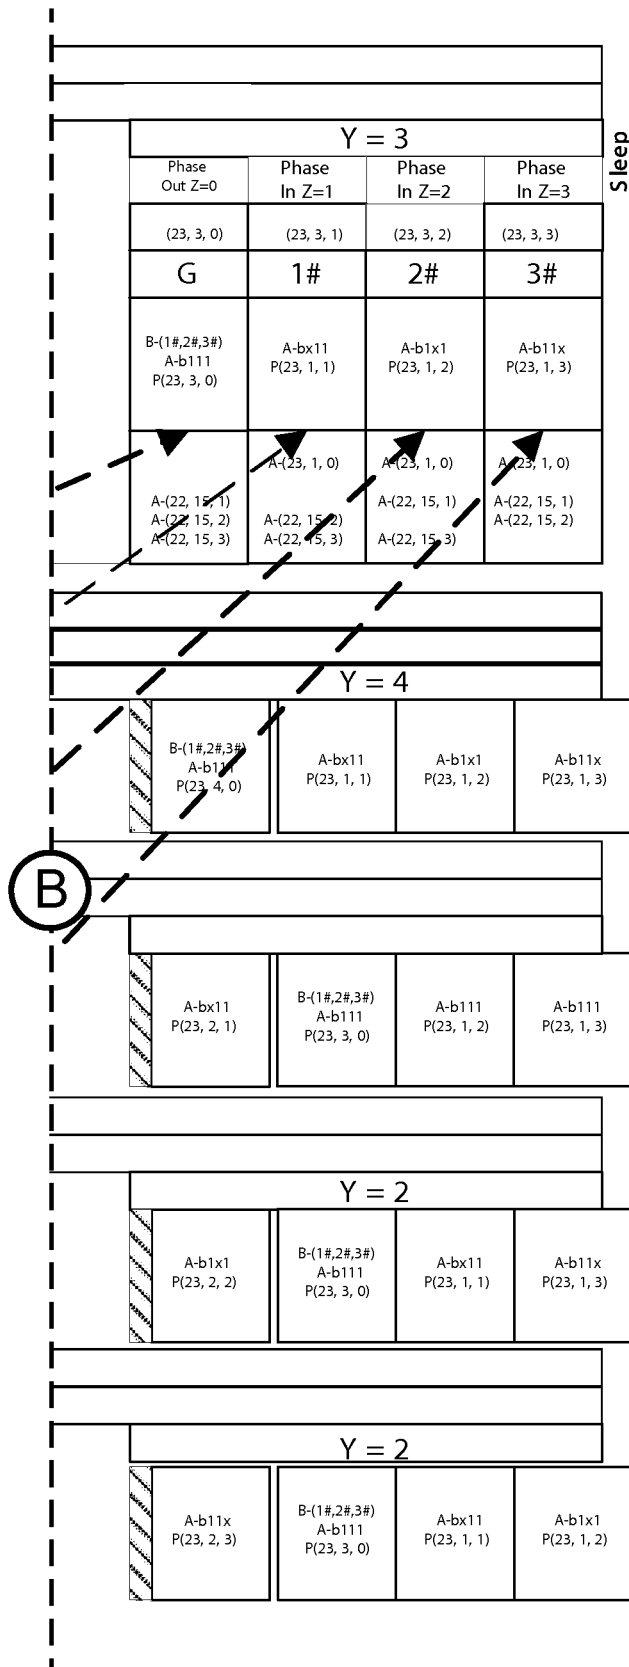 Y = 3
Sleep
Phase
Out Z=0
Phase
In Z=1
Phase
In Z=2
Phase
In Z=3
(23, 3, 0)
(23, 3, 1)
(23, 3, 2)
(23, 3, 3)
G
1#
2#
3#
B-(1#,2#,3#)
A-b111
P(23, 3, 0)
A-bx11
P(23, 1, 1)
A-b1x1
P(23, 1, 2)
A-b11x
P(23, 1, 3)
A-(22, 15, 1)
A-(22, 15, 2)
A-(22, 15, 3)
A-(23, 1, 0)
A-(22, 15, 2)
A-(22, 15, 3)
A-(23, 1, 0)
A-(22, 15, 1)
A-(22, 15, 3)
A-(23, 1, 0)
A-(22, 15, 1)
A-(22, 15, 2)
Y = 4
B-(1#,2#,3#)
A-b111
P(23, 4, 0)
A-bx11
P(23, 1, 1)
A-b1x1
P(23, 1, 2)
A-b11x
P(23, 1, 3)
B
A-bx11
P(23, 2, 1)
B-(1#,2#,3#)
A-b111
P(23, 3, 0)
A-b111
P(23, 1, 2)
A-b111
P(23, 1, 3)
Y = 2
A-b1x1
P(23, 2, 2)
B-(1#,2#,3#)
A-b111
P(23, 3, 0)
A-bx11
P(23, 1, 1)
A-b11x
P(23, 1, 3)
Y = 2
A-b11x
P(23, 2, 3)
B-(1#,2#,3#)
A-b111
P(23, 3, 0)
A-bx11
P(23, 1, 1)
A-b1x1
P(23, 1, 2)